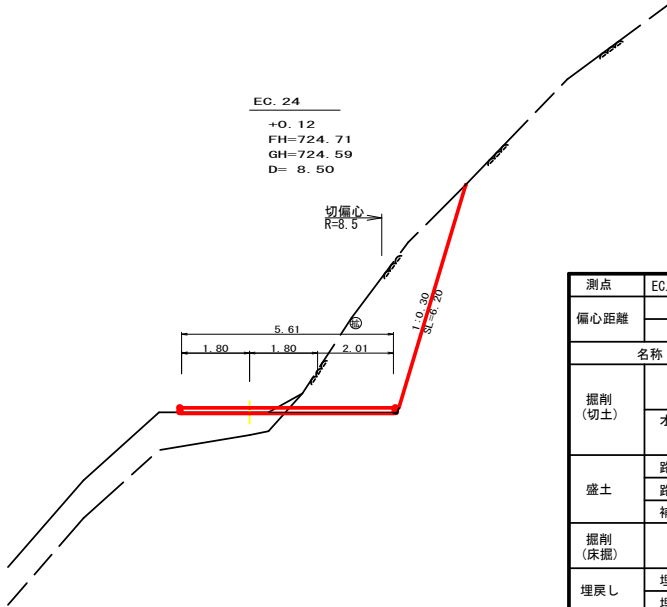 EC. 24
+0. 12
FH=724. 71
GH=724. 59
D= 8. 50
切偏心
R=8.5
1:0.30
SL=6.20
5.61
1.80 1.80 2.01
測点 EC.
偏心距離
名称
掘削
(切土)
盛土
掘削
(床掘)
埋戻し